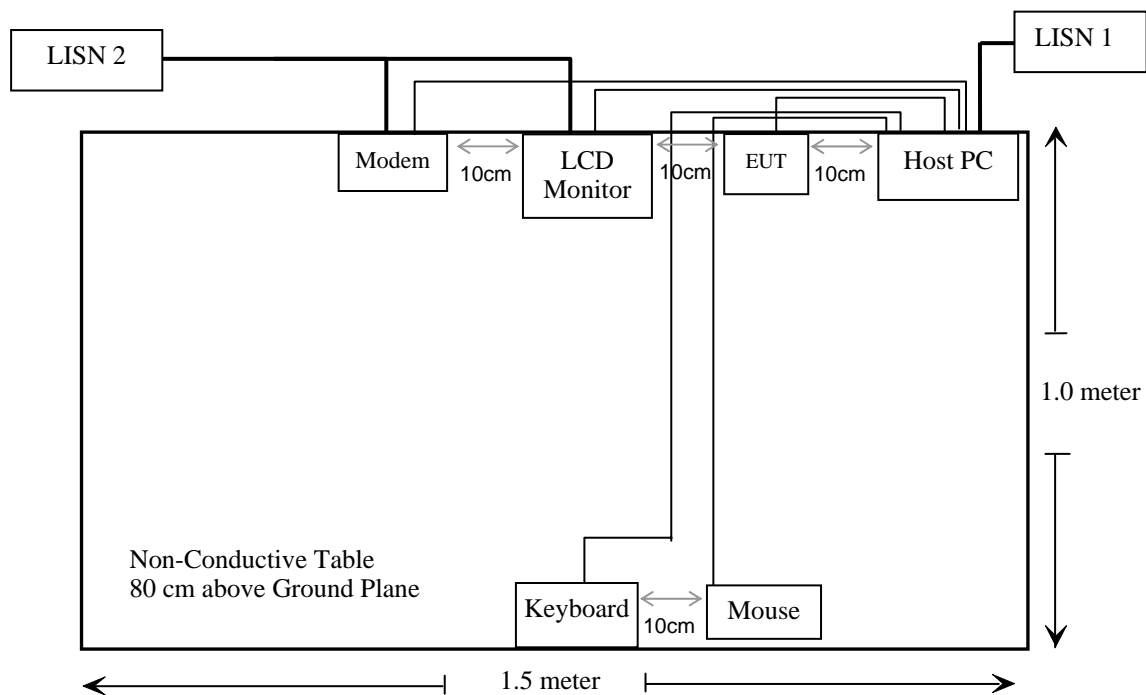 LISN 2
LISN 1
Modem
10cm
LCD
Monitor
10cm
EUT
10cm
Host PC
1.0 meter
Non-Conductive Table
80 cm above Ground Plane
Keyboard
10cm
Mouse
1.5 meter